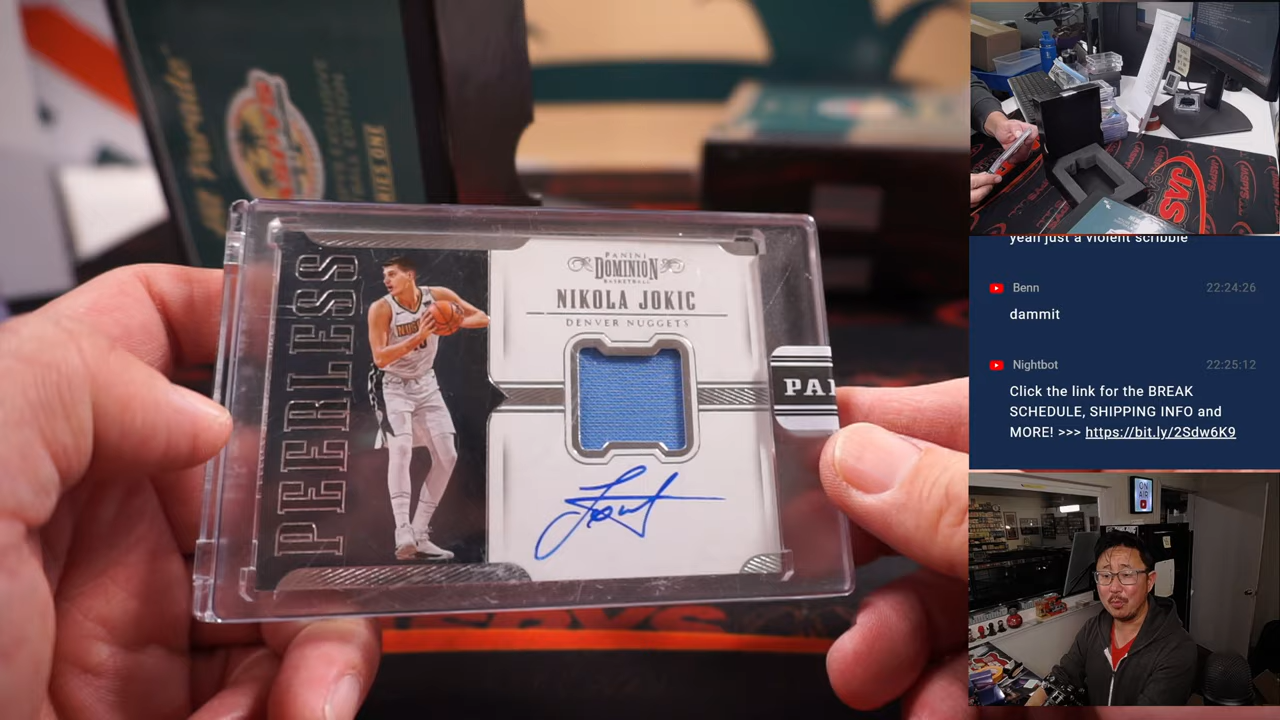 PEERLESS
PANINI
DOMINION
BASKETBALL
NIKOLA JOKIC
DENVER NUGGETS
PA
ON
AIR
yeah just a violent scribble
Benn 22:24:26
dammit
Nightbot 22:25:12
Click the link for the BREAK
SCHEDULE, SHIPPING INFO and
MORE! >>> https://bit.ly/2Sdw6K9